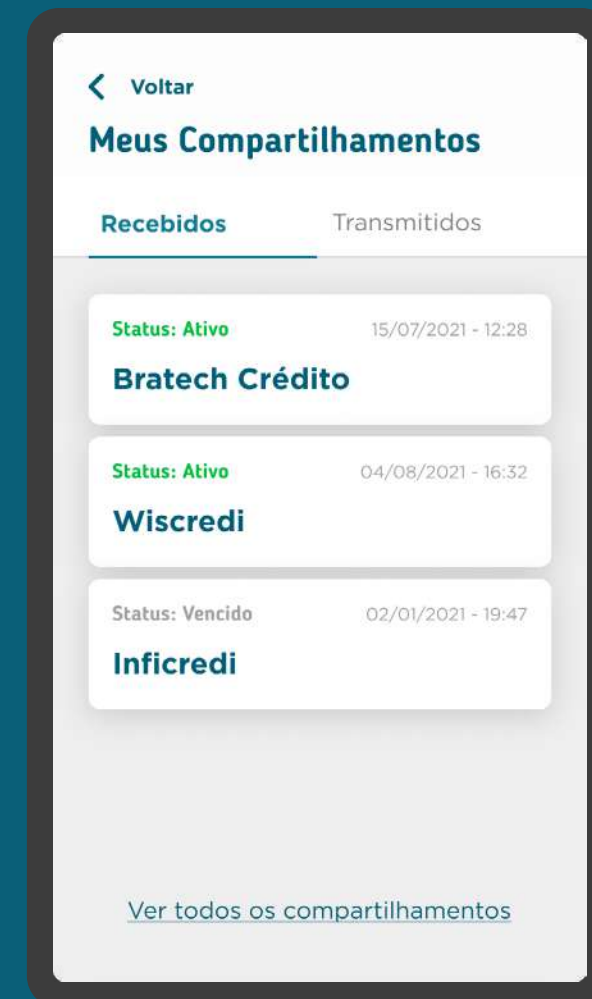 Voltar
Meus Compartilhamentos
Recebidos Transmitidos
Status: Ativo 15/07/2021 - 12:28
Bratech Crédito
Status: Ativo 04/08/2021 - 16:32
Wiscredi
Status: Vencido 02/01/2021 - 19:47
Inficredi
Ver todos os compartilhamentos